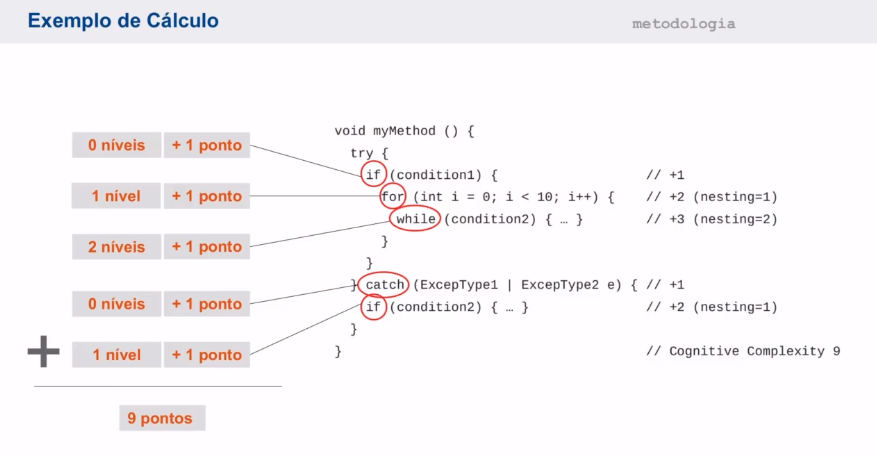 Exemplo de Cálculo
metodologia
void myMethod () {
try {
0 níveis + 1 ponto
if (condition1) { // +1
1 nível + 1 ponto
for (int i = 0; i < 10; i++) { // +2 (nesting=1)
while (condition2) { … } // +3 (nesting=2)
2 níveis + 1 ponto
}
}
} catch (ExcepType1 | ExcepType2 e) { // +1
0 níveis + 1 ponto
if (condition2) { … } // +2 (nesting=1)
}
+ 1 nível + 1 ponto
} // Cognitive Complexity 9
9 pontos